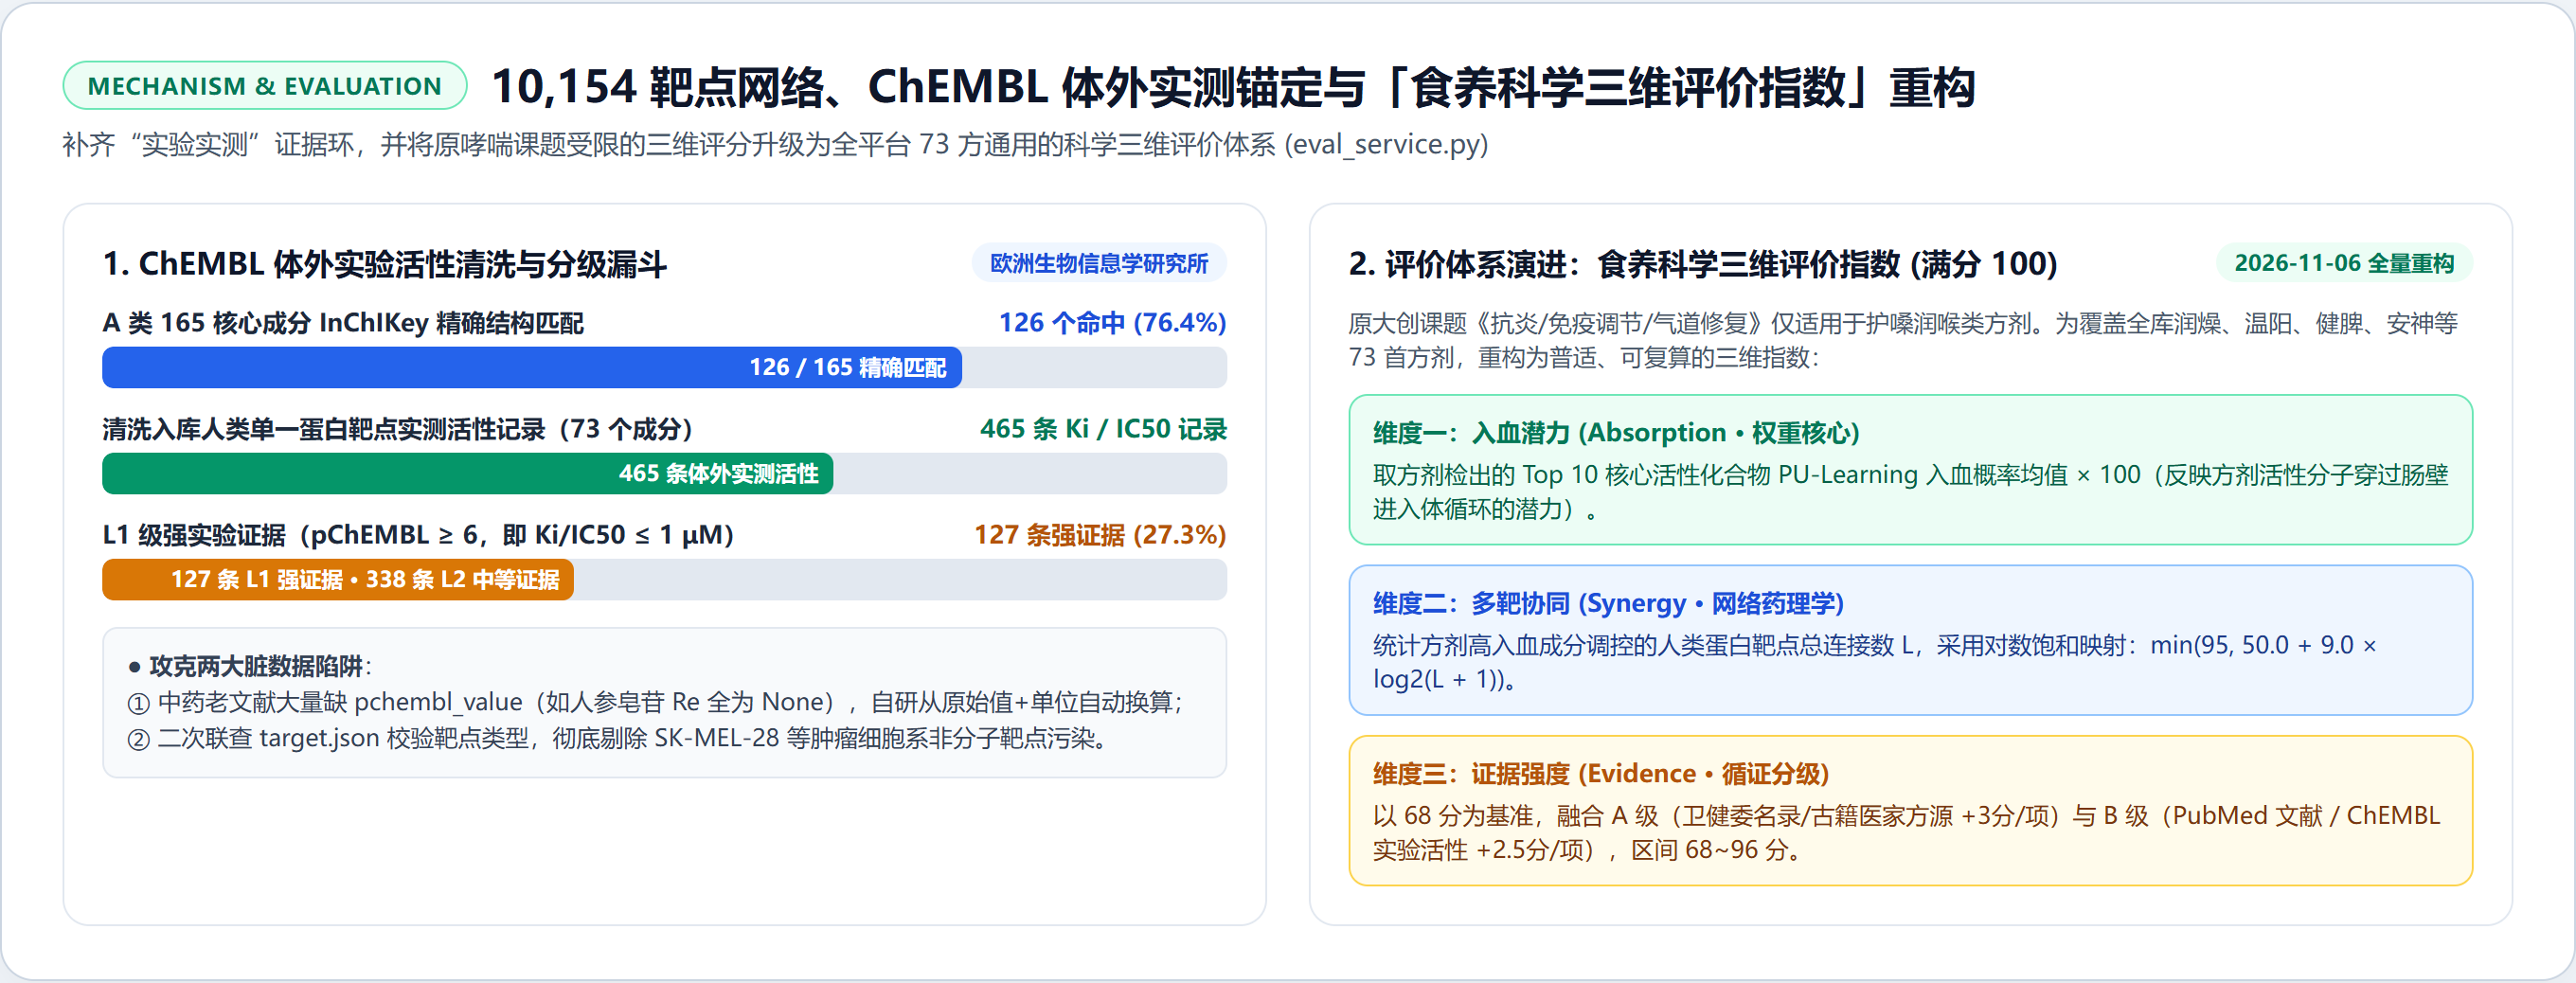 MECHANISM & EVALUATION
10,154 靶点网络、ChEMBL 体外实测锚定与「食养科学三维评价指数」重构
补齐“实验实测”证据环，并将原哮喘课题受限的三维评分升级为全平台 73 方通用的科学三维评价体系 (eval_service.py)
1. ChEMBL 体外实验活性清洗与分级漏斗
欧洲生物信息学研究所
A 类 165 核心成分 InChIKey 精确结构匹配
126 个命中 (76.4%)
126 / 165 精确匹配
清洗入库人类单一蛋白靶点实测活性记录（73 个成分）
465 条 Ki / IC50 记录
465 条体外实测活性
L1 级强实验证据（pChEMBL ≥ 6，即 Ki/IC50 ≤ 1 μM）
127 条强证据 (27.3%)
127 条 L1 强证据 • 338 条 L2 中等证据
● 攻克两大脏数据陷阱：
① 中药老文献大量缺 pchembl_value（如人参皂苷 Re 全为 None），自研从原始值+单位自动换算；
② 二次联查 target.json 校验靶点类型，彻底剔除 SK-MEL-28 等肿瘤细胞系非分子靶点污染。
2. 评价体系演进：食养科学三维评价指数 (满分 100)
2026-11-06 全量重构
原大创课题《抗炎/免疫调节/气道修复》仅适用于护嗓润喉类方剂。为覆盖全库润燥、温阳、健脾、安神等
73 首方剂，重构为普适、可复算的三维指数：
维度一：入血潜力 (Absorption • 权重核心)
取方剂检出的 Top 10 核心活性化合物 PU-Learning 入血概率均值 × 100（反映方剂活性分子穿过肠壁
进入体循环的潜力）。
维度二：多靶协同 (Synergy • 网络药理学)
统计方剂高入血成分调控的人类蛋白靶点总连接数 L，采用对数饱和映射：min(95, 50.0 + 9.0 ×
log2(L + 1))。
维度三：证据强度 (Evidence • 循证分级)
以 68 分为基准，融合 A 级（卫健委名录/古籍医家方源 +3分/项）与 B 级（PubMed 文献 / ChEMBL
实验活性 +2.5分/项），区间 68~96 分。